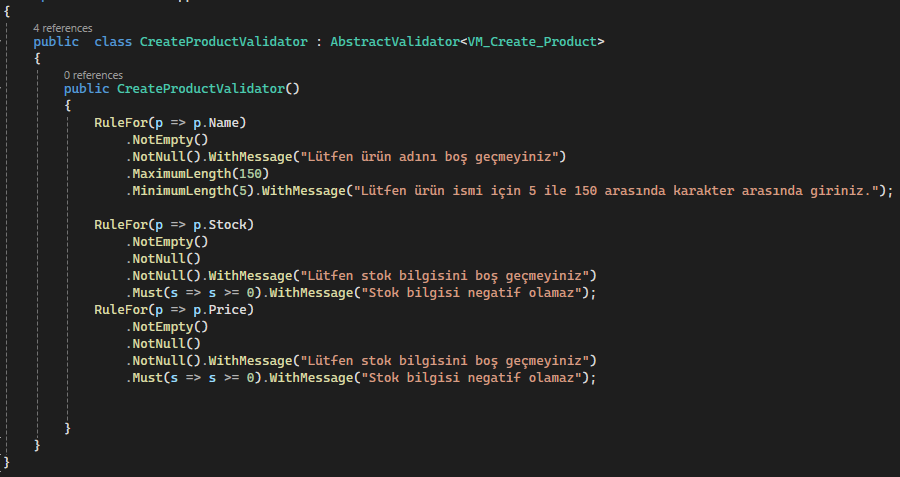 {
4 references
public class CreateProductValidator : AbstractValidator<VM_Create_Product>
{
0 references
public CreateProductValidator()
{
RuleFor(p => p.Name)
.NotEmpty()
.NotNull().WithMessage("Lütfen ürün adını boş geçmeyiniz")
.MaximumLength(150)
.MinimumLength(5).WithMessage("Lütfen ürün ismi için 5 ile 150 arasında karakter arasında giriniz.");
RuleFor(p => p.Stock)
.NotEmpty()
.NotNull()
.NotNull().WithMessage("Lütfen stok bilgisini boş geçmeyiniz")
.Must(s => s >= 0).WithMessage("Stok bilgisi negatif olamaz");
RuleFor(p => p.Price)
.NotEmpty()
.NotNull()
.NotNull().WithMessage("Lütfen stok bilgisini boş geçmeyiniz")
.Must(s => s >= 0).WithMessage("Stok bilgisi negatif olamaz");
}
}
}